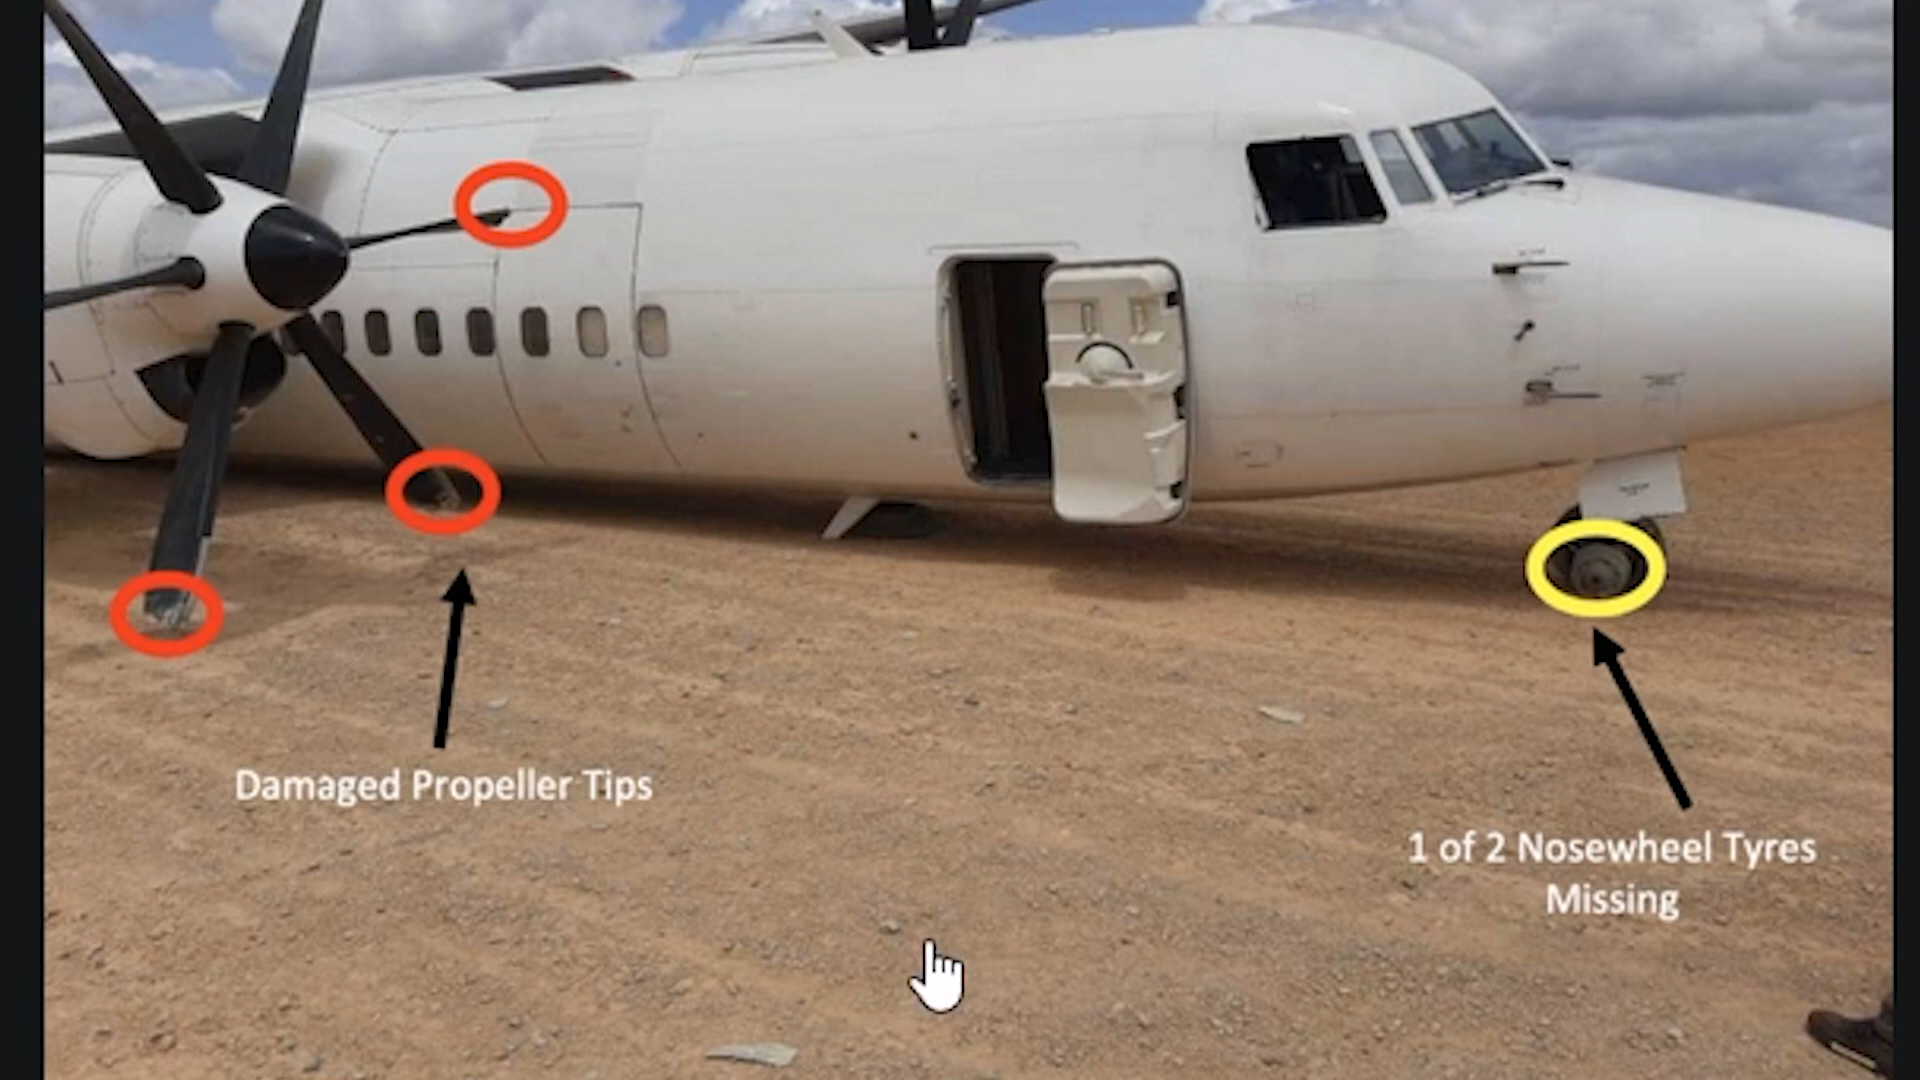 Damaged Propeller Tips
1 of 2 Nosewheel Tyres
Missing